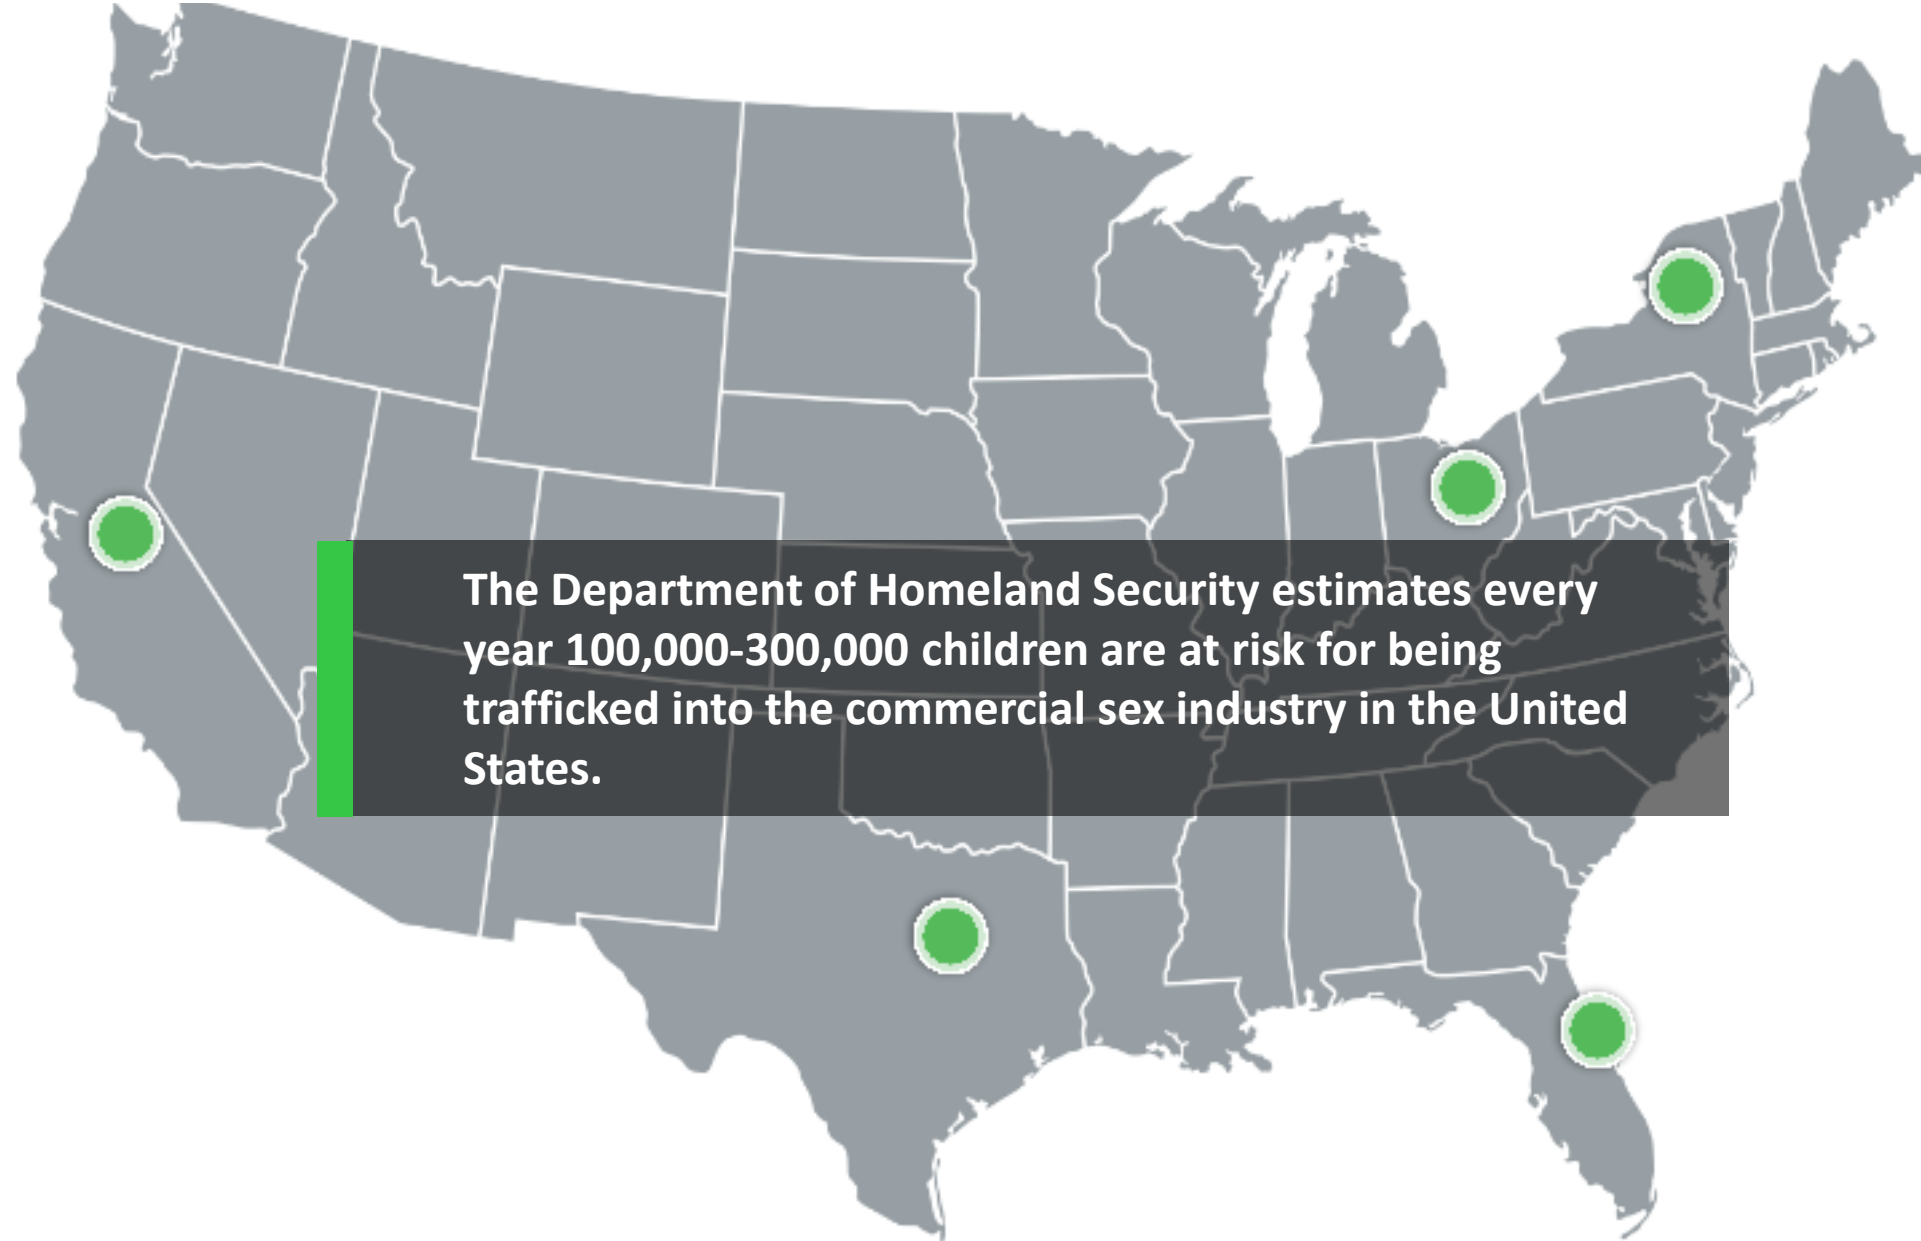 The Department of Homeland Security estimates every
year 100,000-300,000 children are at risk for being
trafficked into the commercial sex industry in the United
States.